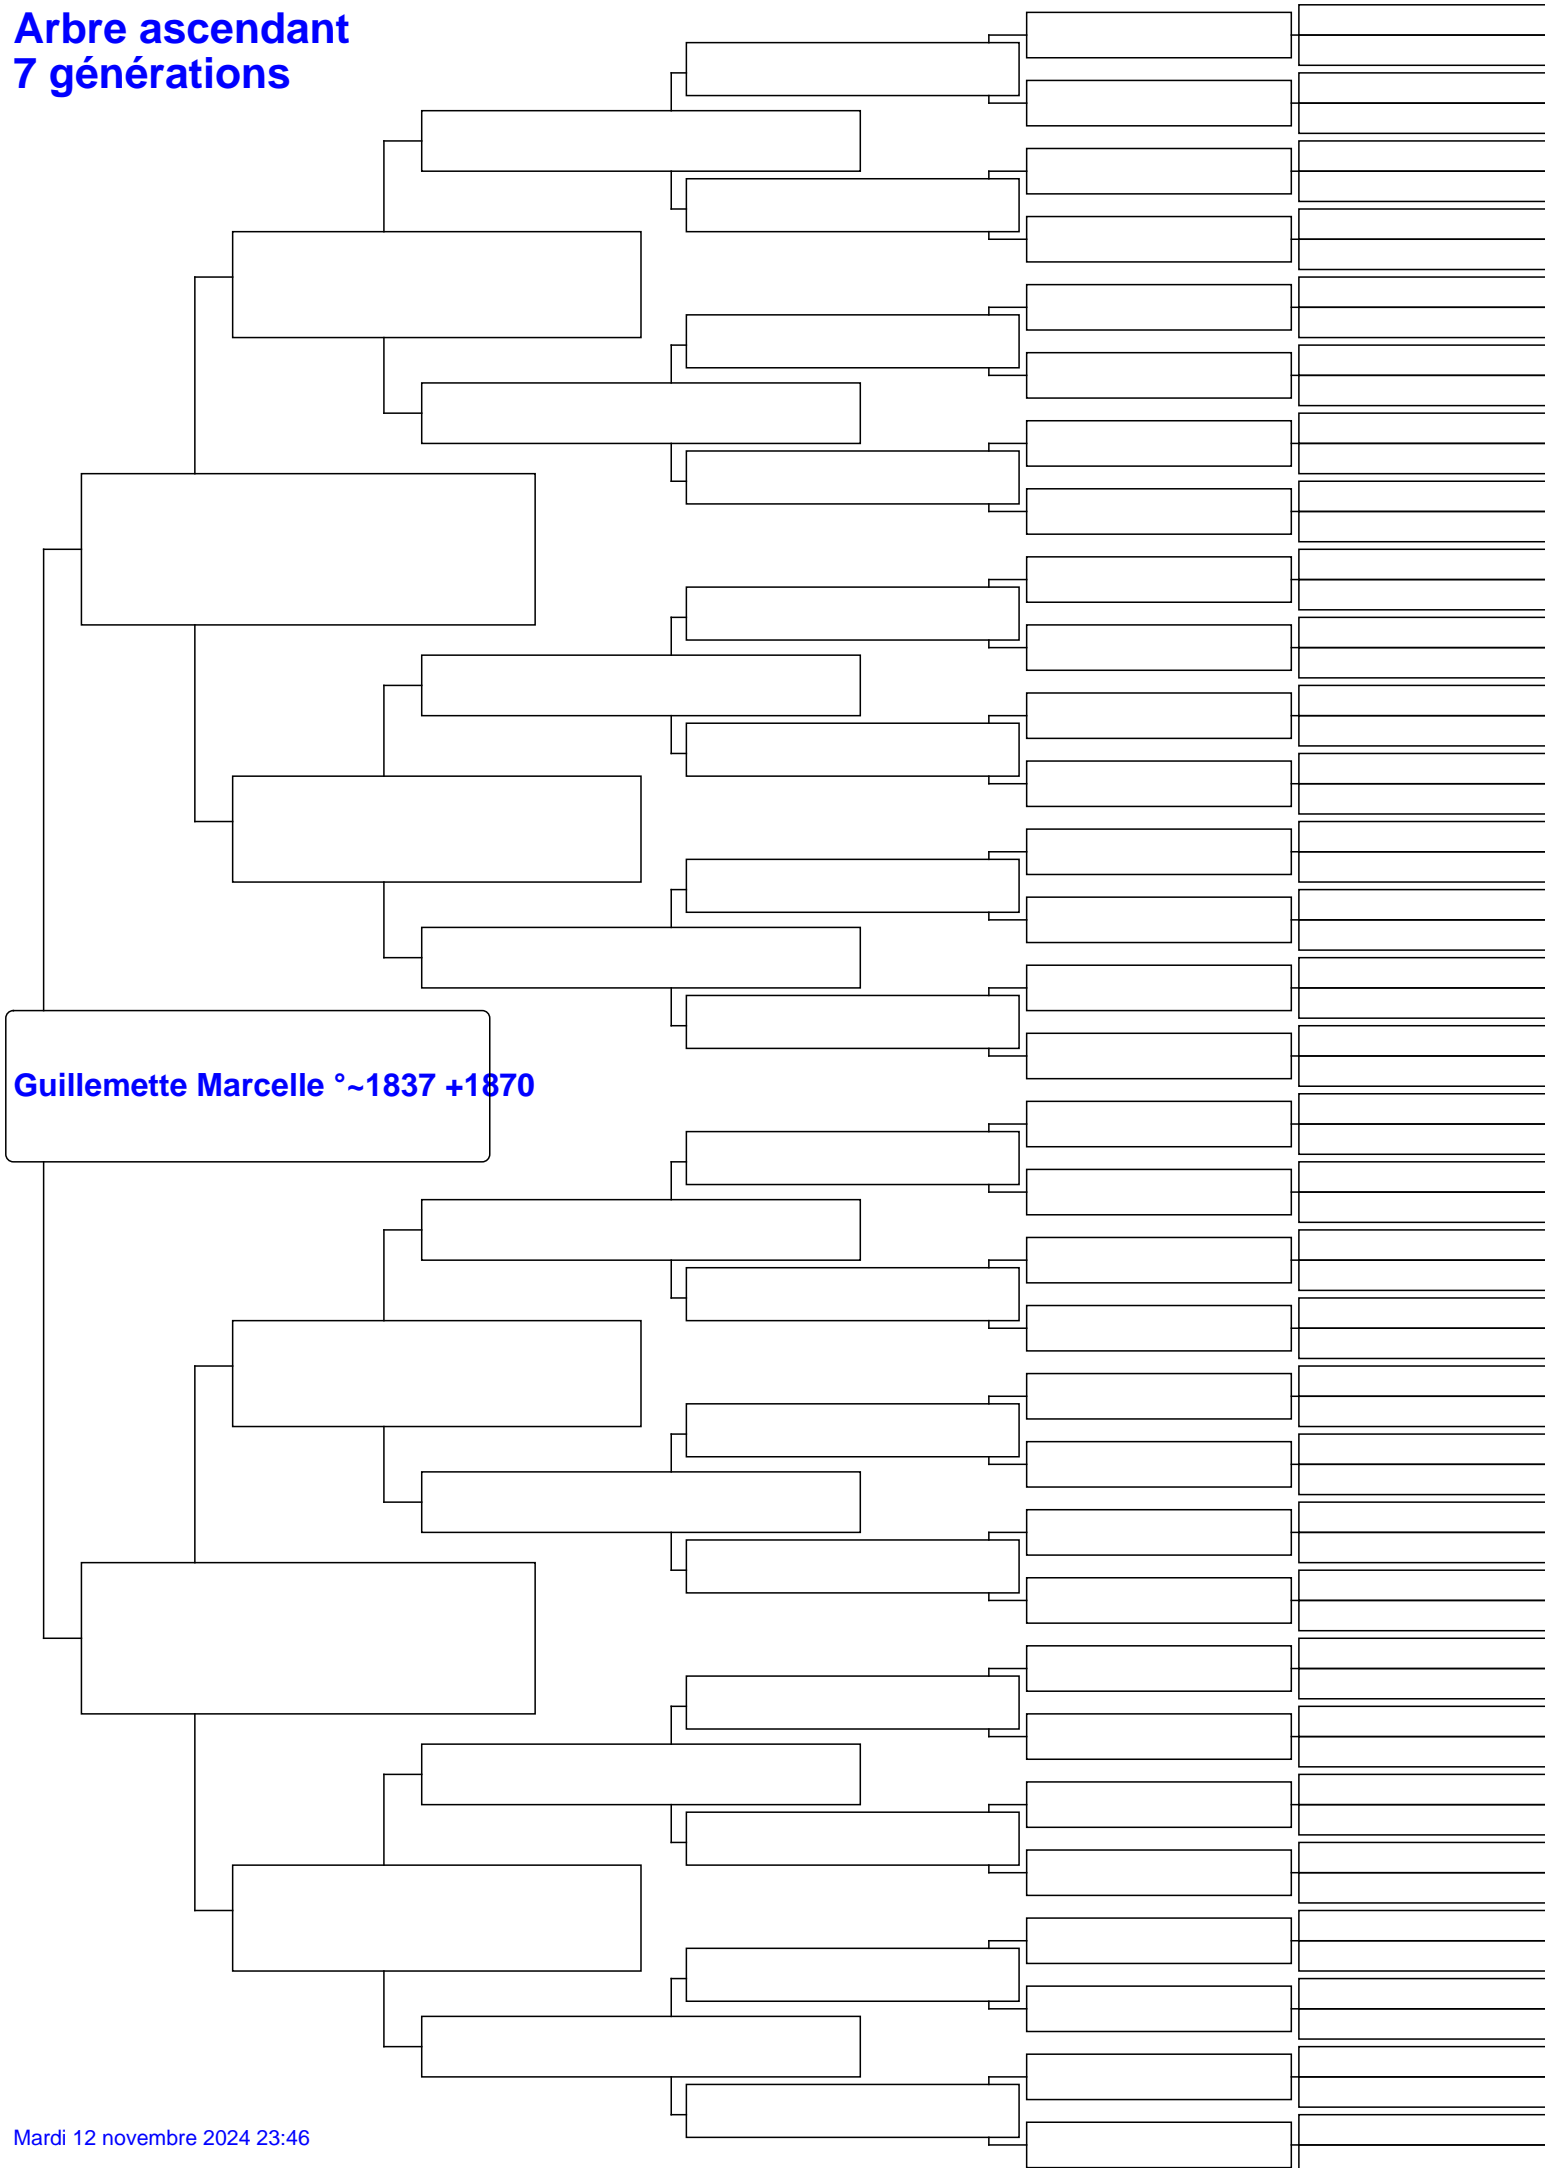 Arbre ascendant
7 générations
Guillemette Marcelle °~1837 +1870
Mardi 12 novembre 2024 23:46